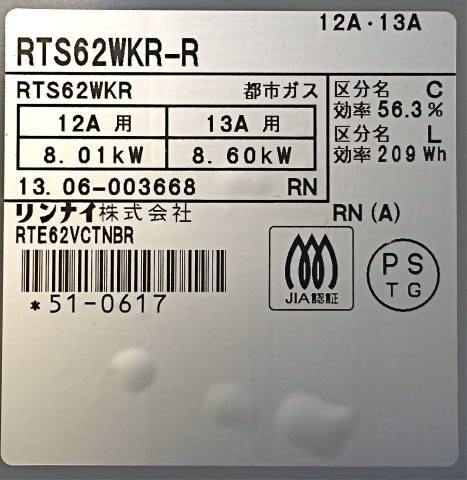 12A・13A
RTS62WKR-R
RTS62WKR 都市ガス
12A 用 13A 用
8.01kW 8.60kW
13.06-003668 RN
区分名 C
効率 56.3%
区分名 L
効率 209 Wh
リンナイ株式会社 RN(A)
RTE62VCTNBR
*51-0617
JIA認証
PS
TG